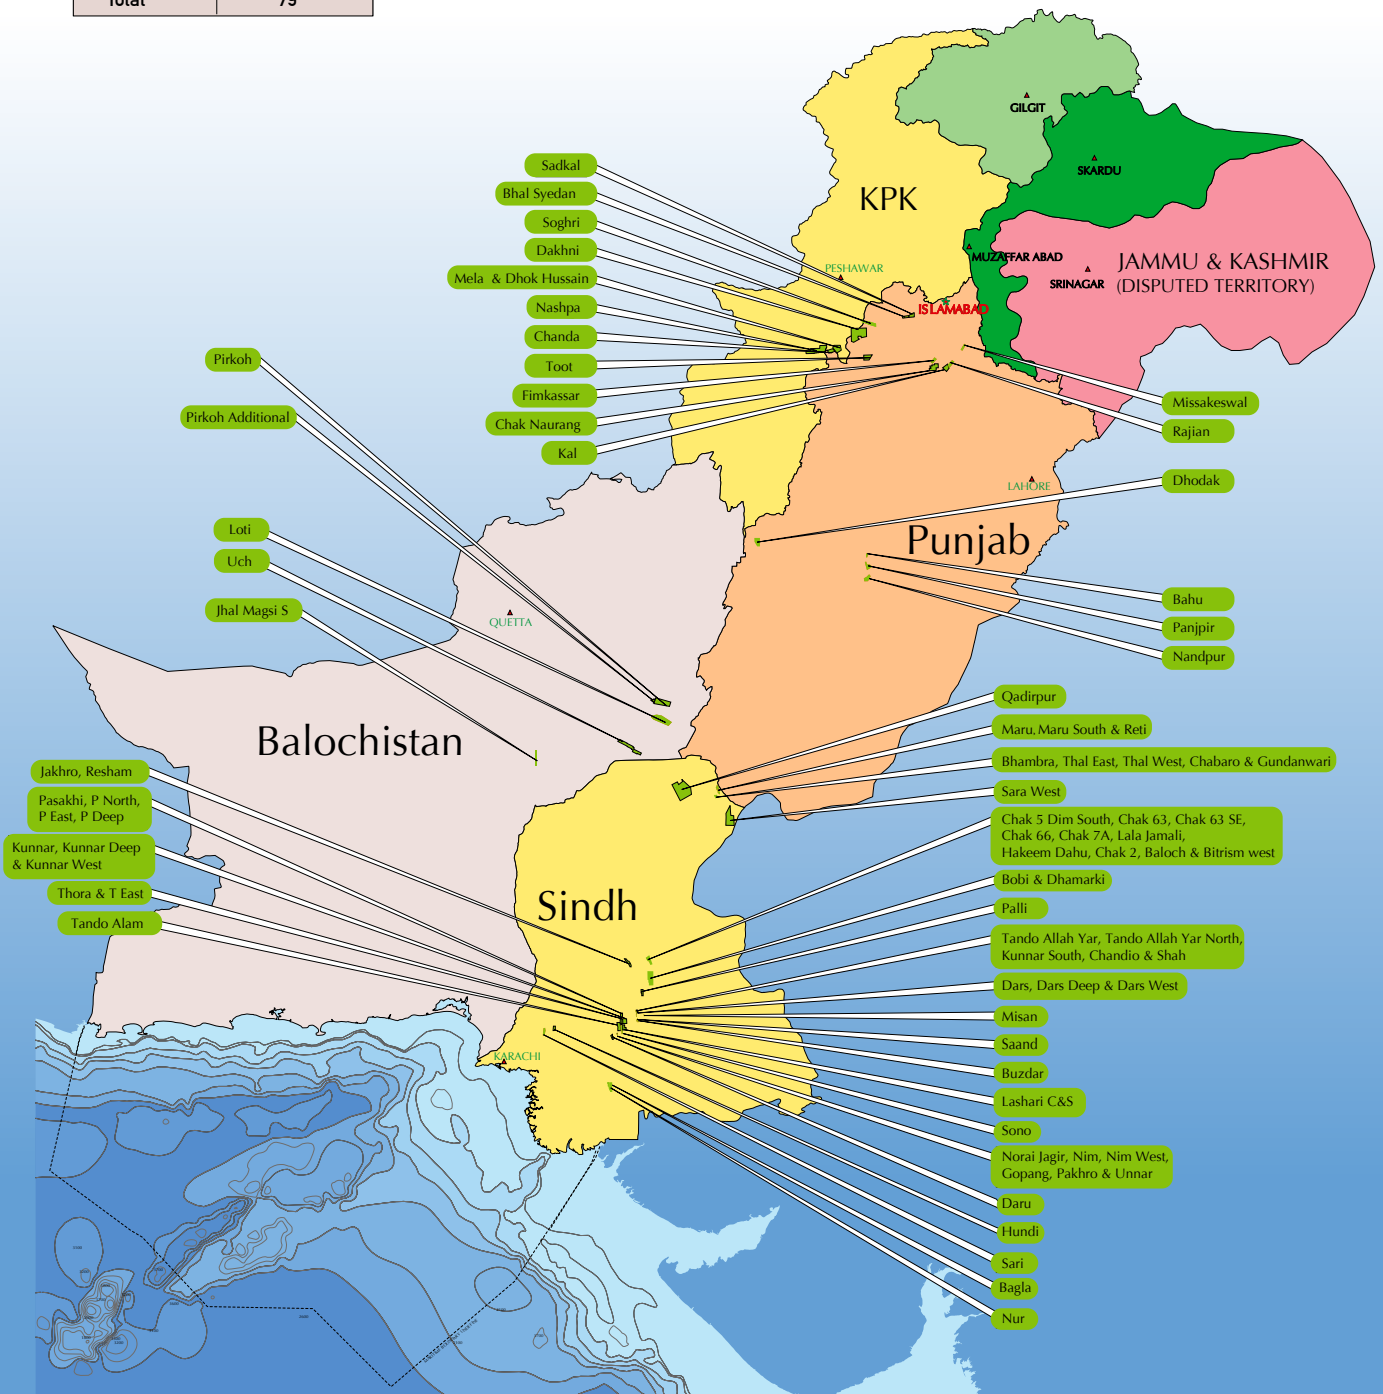 Total 79
GILGIT
SKARDU
KPK
Sadkal
Bhal Syedan
Soghri
Dakhni
Mela & Dhok Hussain
Nashpa
Chanda
Toot
Fimkassar
Chak Naurang
Kal
PESHAWAR
MUZAFFAR ABAD
JAMMU & KASHMIR
(DISPUTED TERRITORY)
SRINAGAR
ISLAMABAD
Pirkoh
Pirkoh Additional
Loti
Uch
Jhal Magsi S
Missakeswal
Rajian
Dhodak
LAHORE
Punjab
Bahu
Panjpir
Nandpur
QUETTA
Balochistan
Qadirpur
Maru, Maru South & Reti
Bhambra, Thal East, Thal West, Chabaro & Gundanwari
Sara West
Chak 5 Dim South, Chak 63, Chak 63 SE,
Chak 66, Chak 7A, Lala Jamali,
Hakeem Dahu, Chak 2, Baloch & Bitrism west
Jakhro, Resham
Pasakhi, P North,
P East, P Deep
Kunnar, Kunnar Deep
& Kunnar West
Thora & T East
Tando Alam
Sindh
Bobi & Dhamarki
Palli
Tando Allah Yar, Tando Allah Yar North,
Kunnar South, Chandio & Shah
Dars, Dars Deep & Dars West
Misan
Saand
Buzdar
Lashari C&S
Sono
Norai Jagir, Nim, Nim West,
Gopang, Pakhro & Unnar
Daru
Hundi
Sari
Bagla
Nur
KARACHI